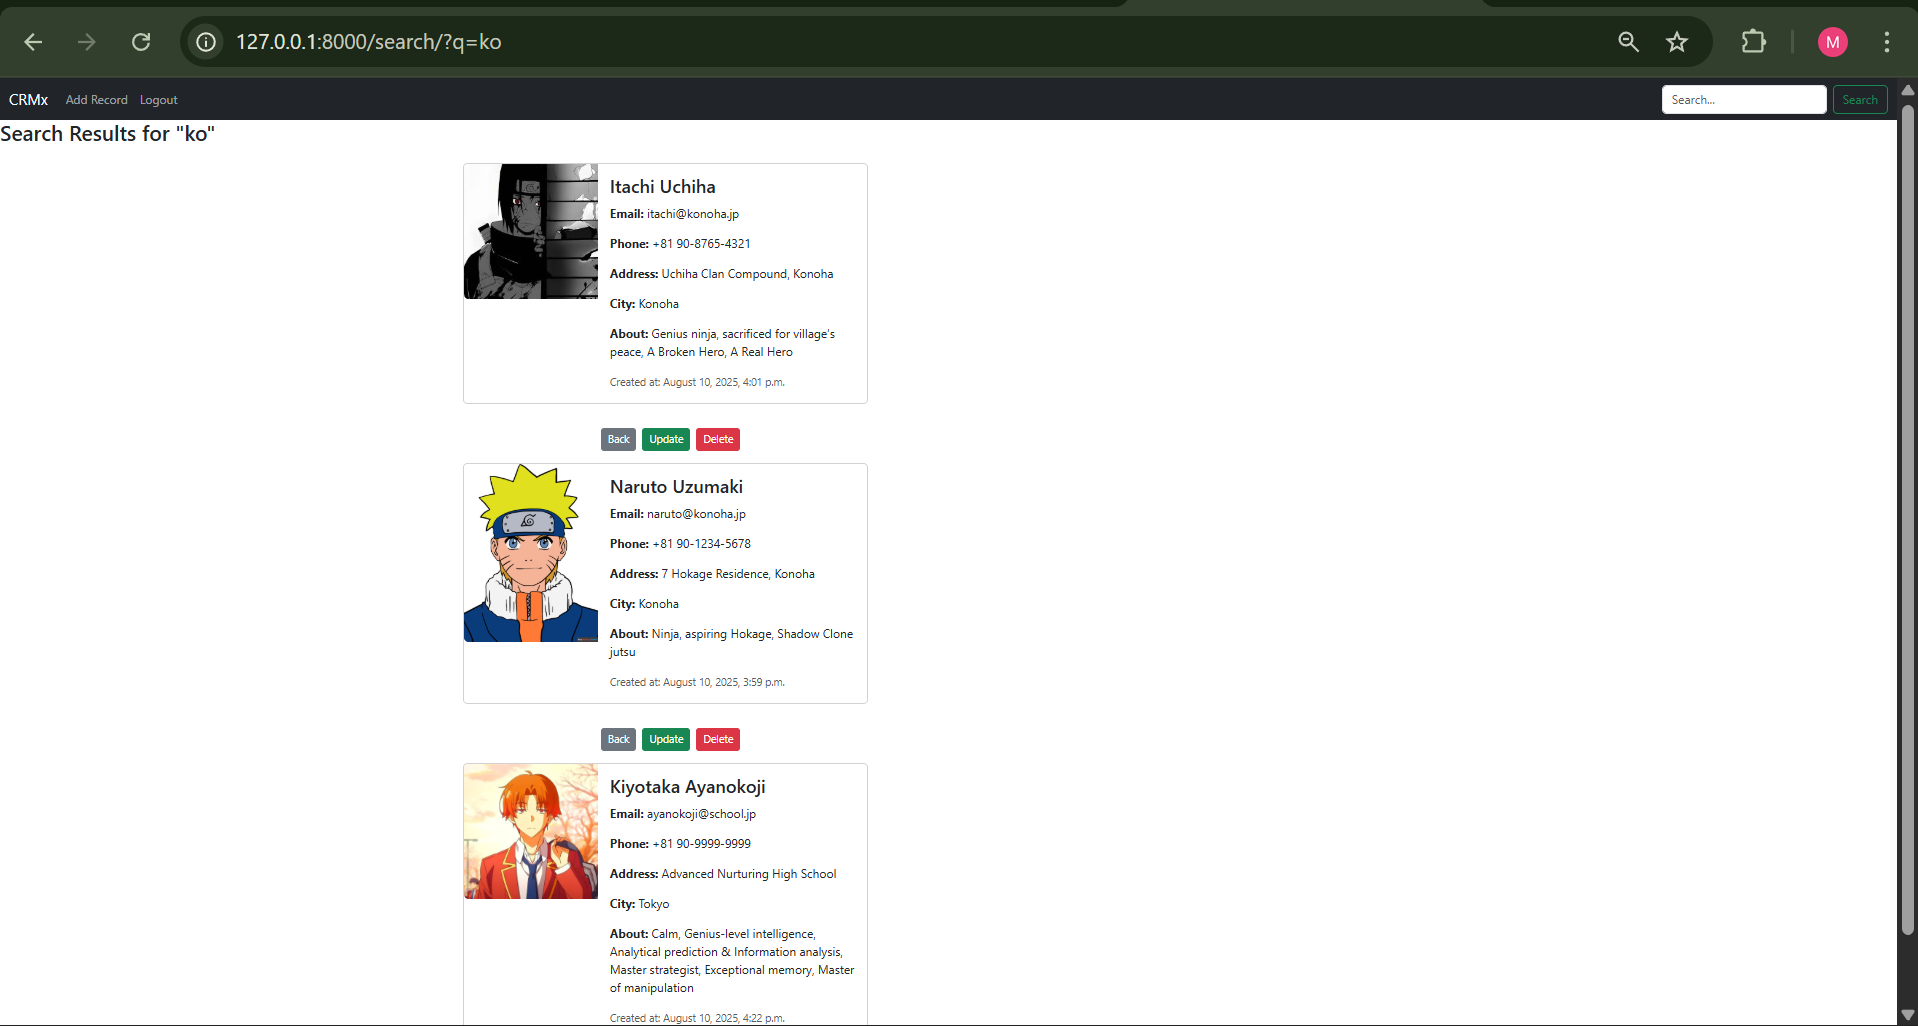 127.0.0.1:8000/search/?q=ko
M
CRMx Add Record Logout Search... Search
Search Results for "ko"
Itachi Uchiha
Email: itachi@konoha.jp
Phone: +81 90-8765-4321
Address: Uchiha Clan Compound, Konoha
City: Konoha
About: Genius ninja, sacrificed for village's
peace, A Broken Hero, A Real Hero
Created at: August 10, 2025, 4:01 p.m.
Back Update Delete
Naruto Uzumaki
Email: naruto@konoha.jp
Phone: +81 90-1234-5678
Address: 7 Hokage Residence, Konoha
City: Konoha
About: Ninja, aspiring Hokage, Shadow Clone
jutsu
Created at: August 10, 2025, 3:59 p.m.
Back Update Delete
Kiyotaka Ayanokoji
Email: ayanokoji@school.jp
Phone: +81 90-9999-9999
Address: Advanced Nurturing High School
City: Tokyo
About: Calm, Genius-level intelligence,
Analytical prediction & Information analysis,
Master strategist, Exceptional memory, Master
of manipulation
Created at: August 10, 2025, 4:22 p.m.